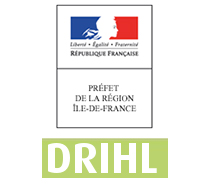 Liberté • Égalité • Fraternité
RÉPUBLIQUE FRANÇAISE
PRÉFET
DE LA RÉGION
ÎLE-DE-FRANCE
DRIHL